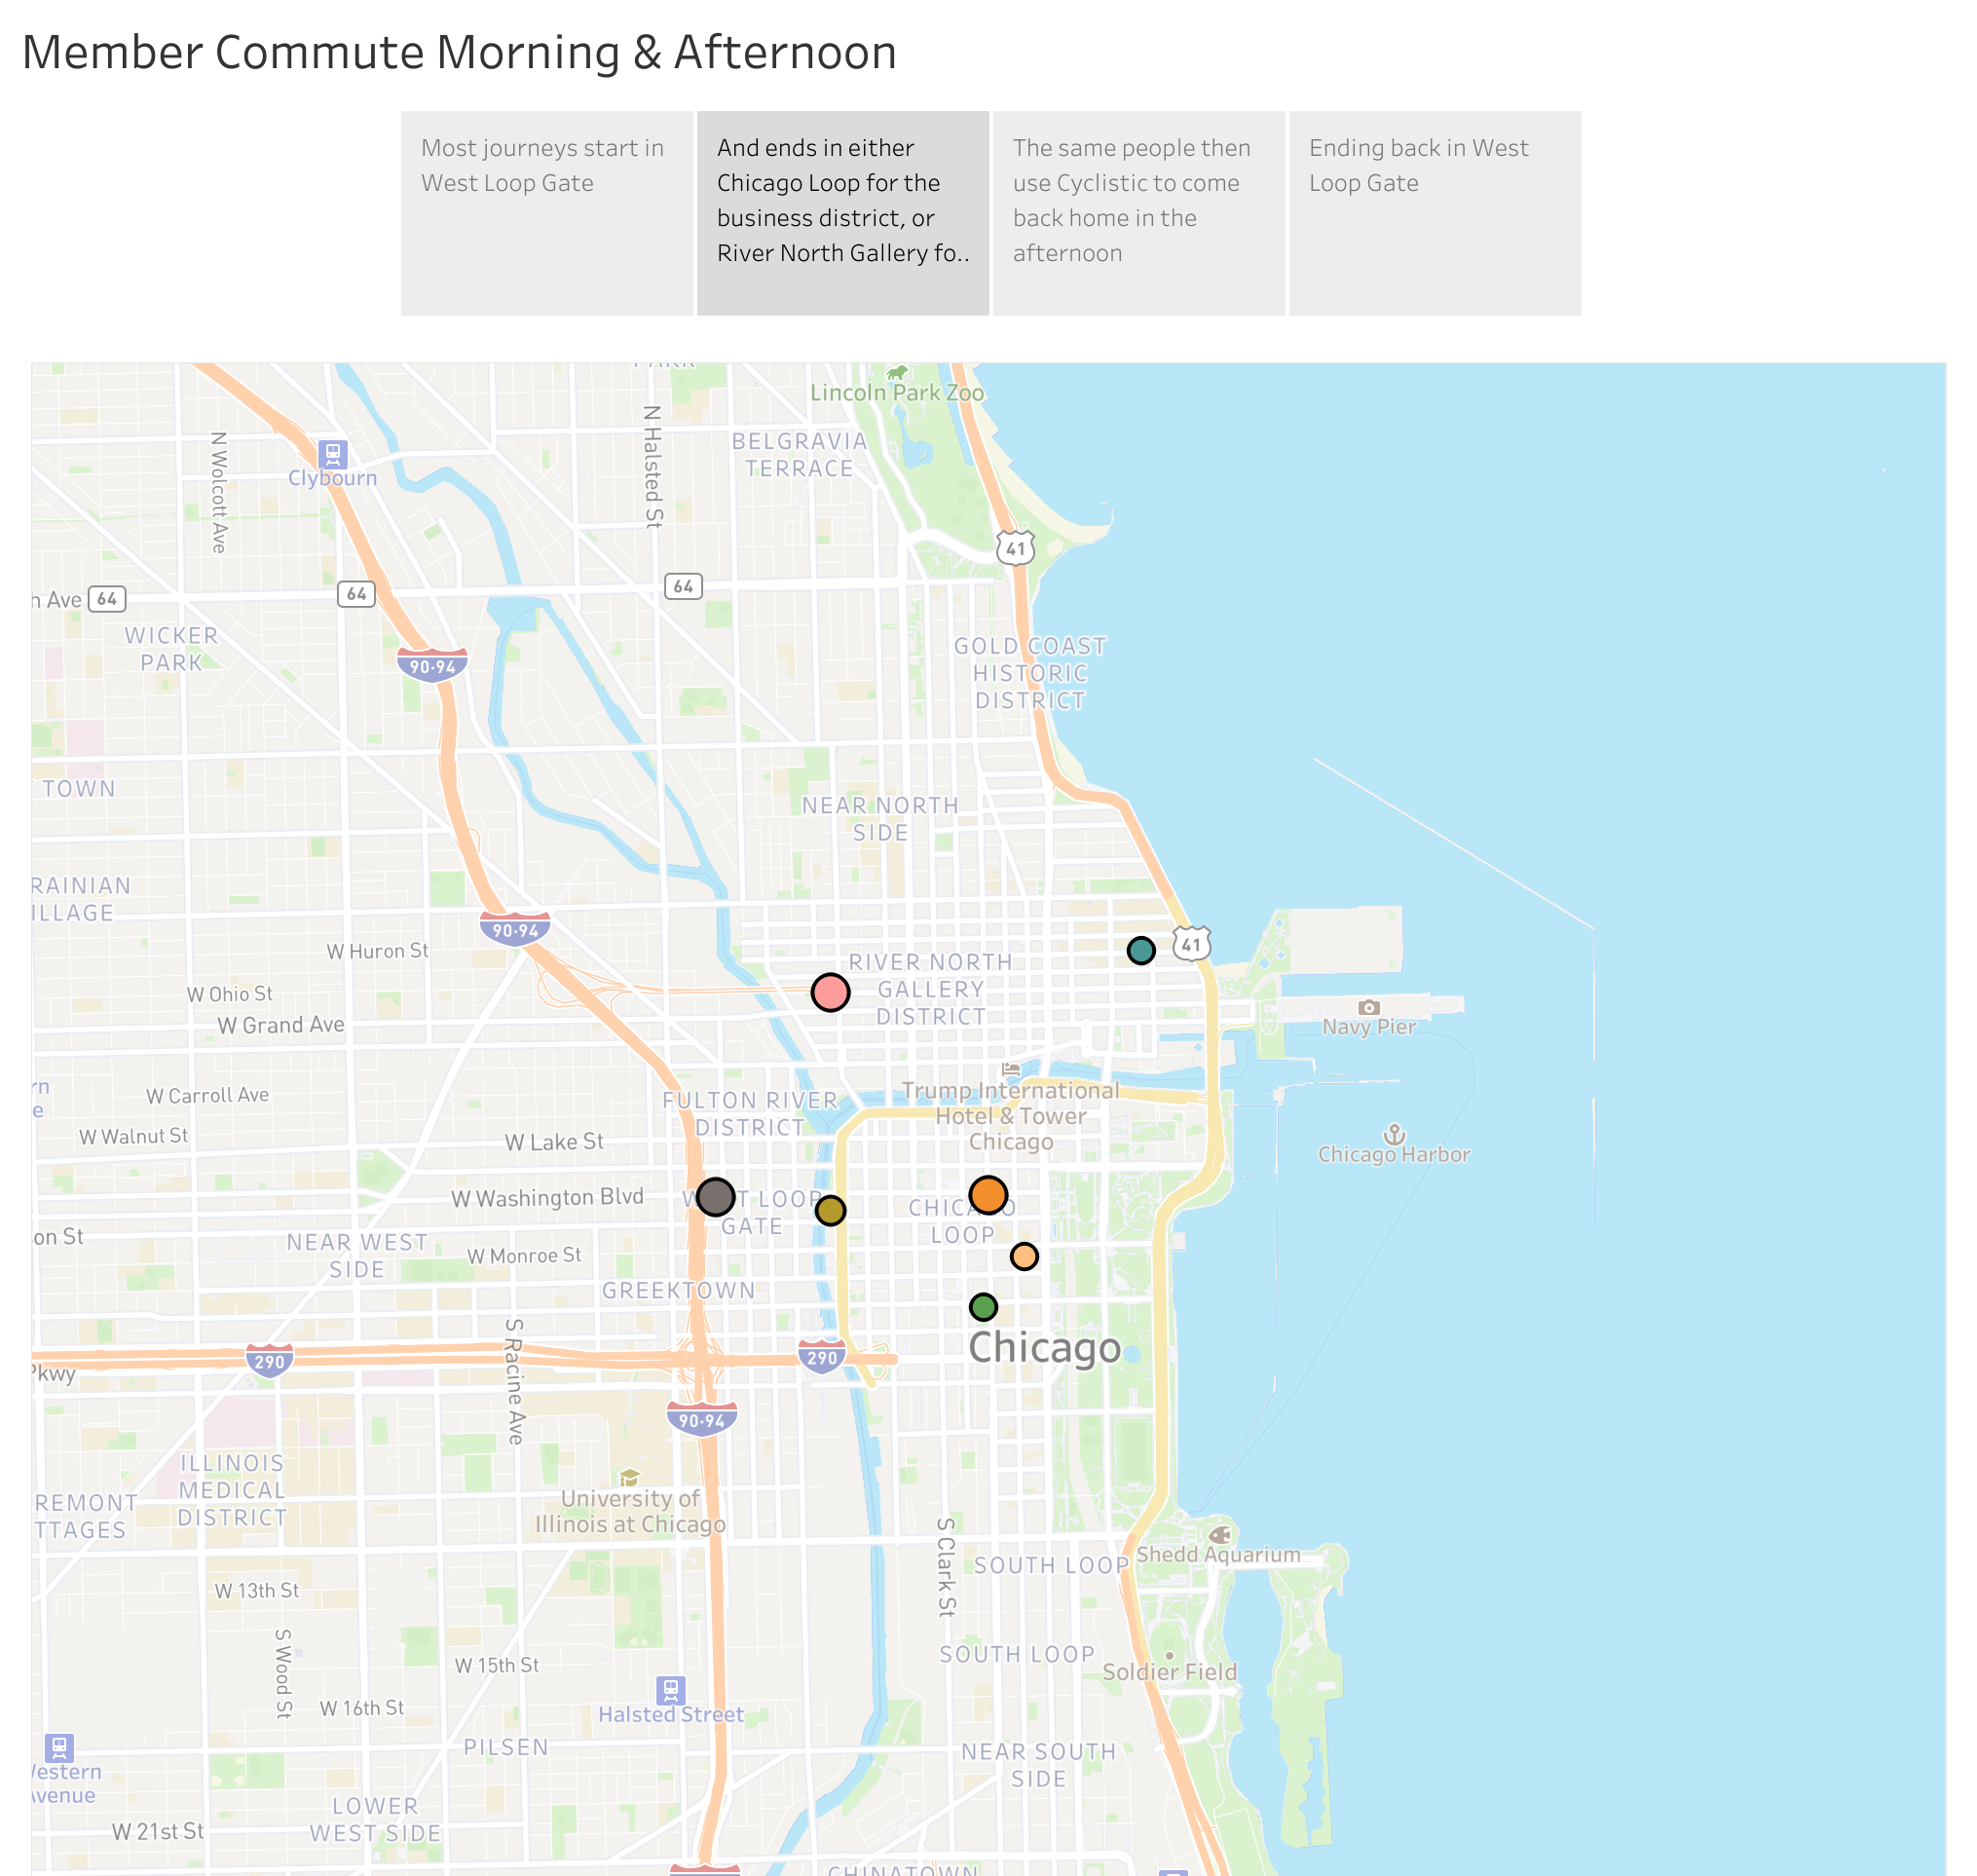 Member Commute Morning & Afternoon
Most journeys start in
West Loop Gate
And ends in either
Chicago Loop for the
business district, or
River North Gallery fo..
The same people then
use Cyclistic to come
back home in the
afternoon
Ending back in West
Loop Gate
Lincoln Park Zoo
N Halsted St
BELGRAVIA
TERRACE
N Wolcott Ave
Clybourn
41
64
64
n Ave 64
WICKER
PARK
90-94
GOLD COAST
HISTORIC
DISTRICT
TOWN
NEAR NORTH
SIDE
RAINIAN
ILLAGE
90-94
W Huron St
41
RIVER NORTH
GALLERY
DISTRICT
W Ohio St
W Grand Ave
Navy Pier
rn
e
W Carroll Ave
FULTON RIVER
DISTRICT
Trump International
Hotel & Tower
Chicago
W Walnut St
W Lake St
Chicago Harbor
W Washington Blvd
W T LOOP
GATE
CHICA O
LOOP
on St
NEAR WEST
SIDE
W Monroe St
GREEKTOWN
S Racine Ave
Chicago
290
290
Pkwy
90-94
ILLINOIS
MEDICAL
DISTRICT
REMONT
TTAGES
University of
Illinois at Chicago
S Clark St
SOUTH LOOP
Shedd Aquarium
W 13th St
S Wood St
SOUTH LOOP
W 15th St
Soldier Field
W 16th St
Halsted Street
PILSEN
NEAR SOUTH
SIDE
Western
Avenue
LOWER
WEST SIDE
W 21st St
CHINATOWN